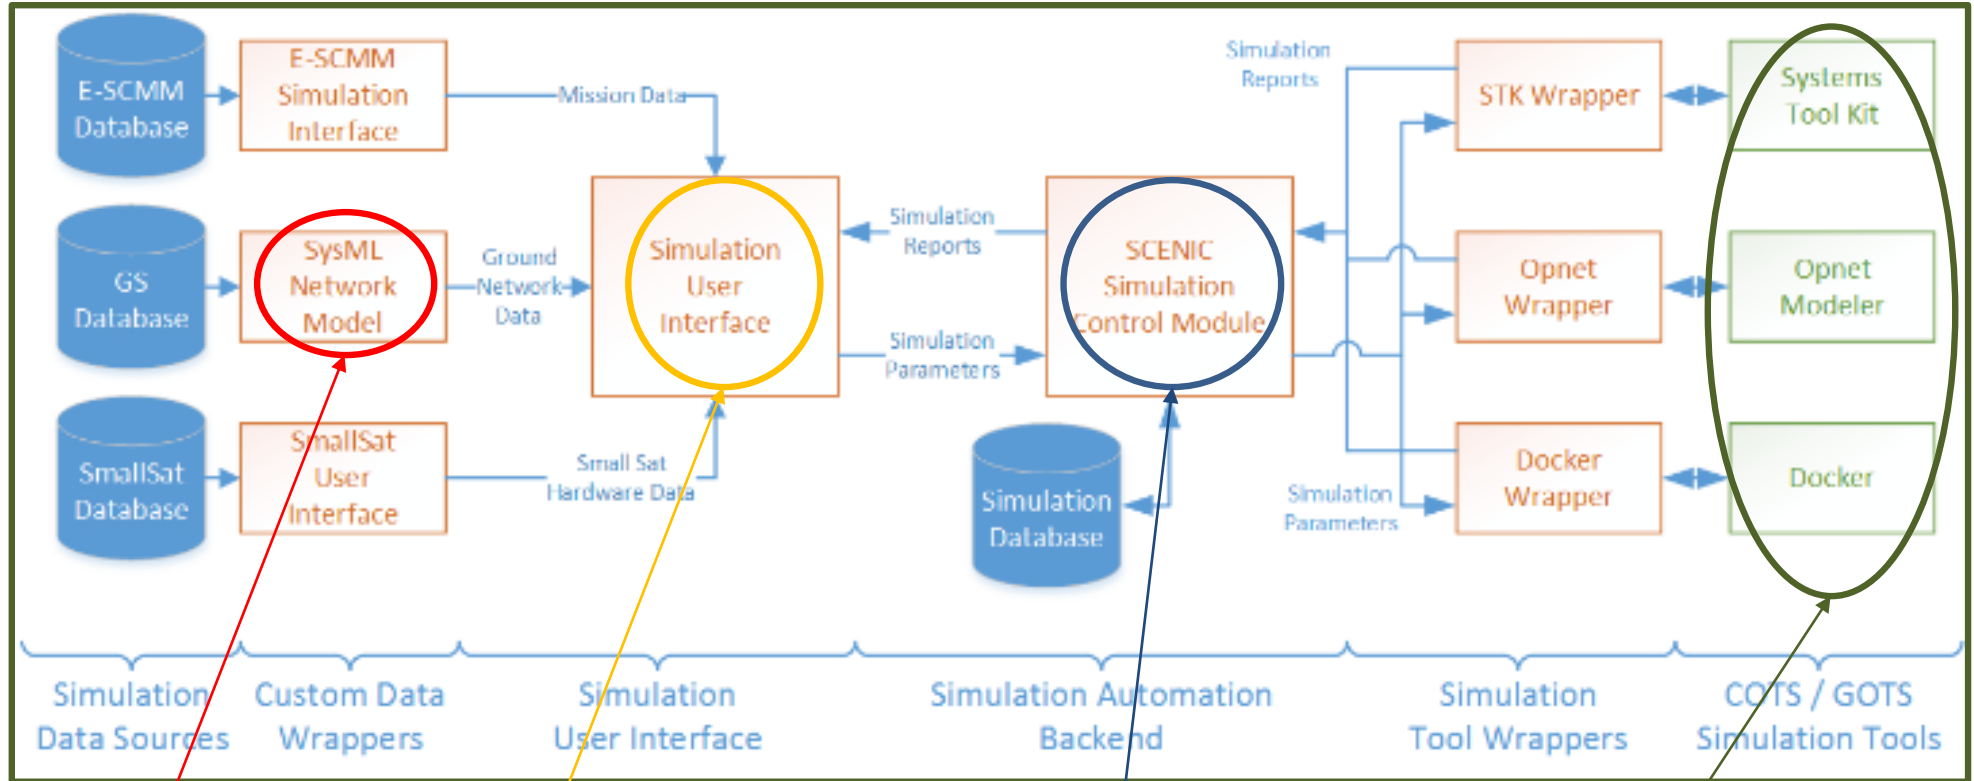 E-SCMM
Database
E-SCMM
Simulation
Interface
Mission Data
Simulation
Reports
STK Wrapper
Systems
Tool Kit
GS
Database
SysML
Network
Model
Ground
Network
Data
Simulation
User
Interface
Simulation
Reports
Simulation
Parameters
SCENIC
Simulation
Control Module
Opnet
Wrapper
Opnet
Modeler
SmallSat
Database
SmallSat
User
Interface
Small Sat
Hardware Data
Simulation
Database
Simulation
Parameters
Docker
Wrapper
Docker
Simulation
Data Sources
Custom Data
Wrappers
Simulation
User Interface
Simulation Automation
Backend
Simulation
Tool Wrappers
COTS / GOTS
Simulation Tools